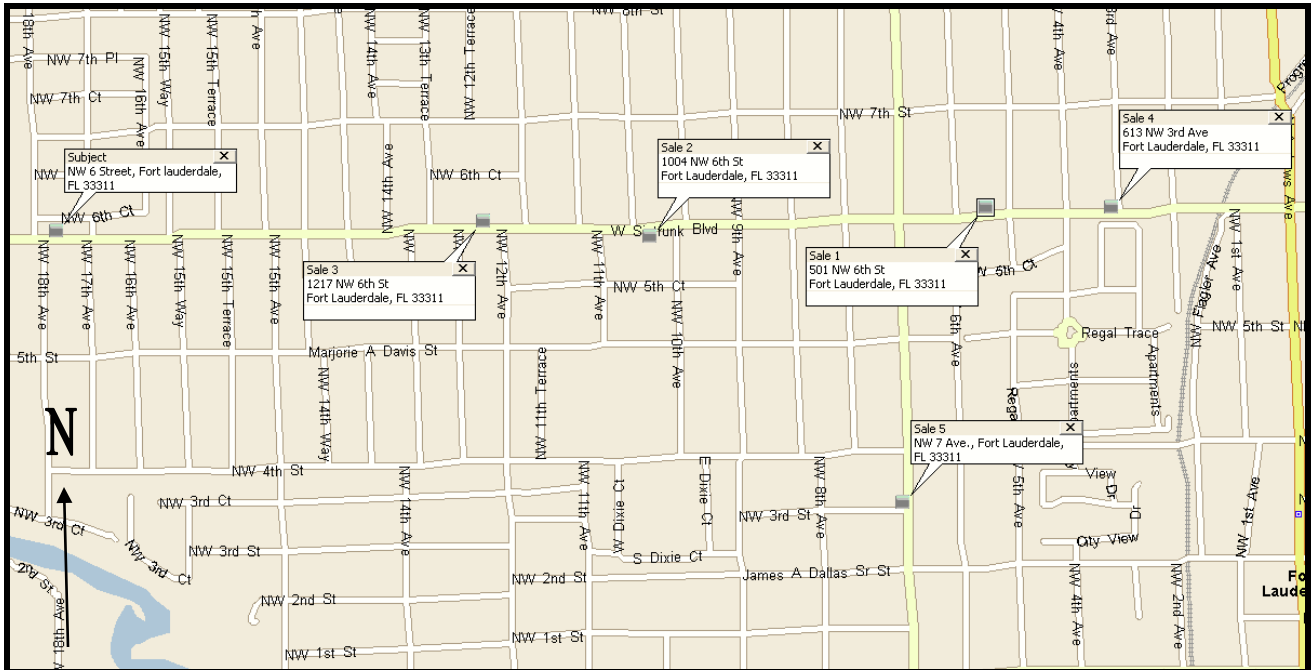 18th Ave
NW 7th Pl
NW 7th Ct
NW 16th Ave
NW 15th Way
NW 15th Terrace
NW 14th Ave
NW 13th Terrace
NW 12th Terrace
NW 8th St
NW 7th St
NW 4th Ave
3rd Ave
Subject
NW 6 Street, Fort lauderdale,
FL 33311
NW
NW 6th Ct
NW 14th Ave
NW 6th Ct
Sale 2
1004 NW 6th St
Fort Lauderdale, FL 33311
Sale 4
613 NW 3rd Ave
Fort Lauderdale, FL 33311
ws Ave
W S
runk Blvd
NW 9th Ave
Sale 3
1217 NW 6th St
Fort Lauderdale, FL 33311
Sale 1
501 NW 6th St
Fort Lauderdale, FL 33311
W 5th Ct
NW 18th Ave
NW 17th Ave
NW 16th Ave
NW 15th Way
NW 15th Terrace
NW 15th Ave
NW
NW 12th Ave
NW 11th Ave
NW 5th Ct
NW 10th Ave
6th Ave
NW Flagler Ave
NW 1st Ave
5th St
Marjorie A Davis St
NW 14th Way
NW 11th Terrace
Regal Trace
Apartments
NW 5th St
N
Sale 5
NW 7 Ave., Fort Lauderdale,
FL 33311
NW 4th St
NW 3rd Ct
NW 3rd Ct
NW 3rd Ct
NW 3rd St
NW 14th Ave
NW 11th Ave
W Dixie Ct
E Dixie Ct
S Dixie Ct
NW 3rd St
NW 8th Ave
5th Ave
View
Dr
Dr
City View
NW 1st Ave
2rd St
W 18th Ave
NW 2nd St
NW 2nd St
James A Dallas Sr St
NW 4th Ave
NW 2nd Ave
Fo
Laude
NW 1st St
NW 1st St